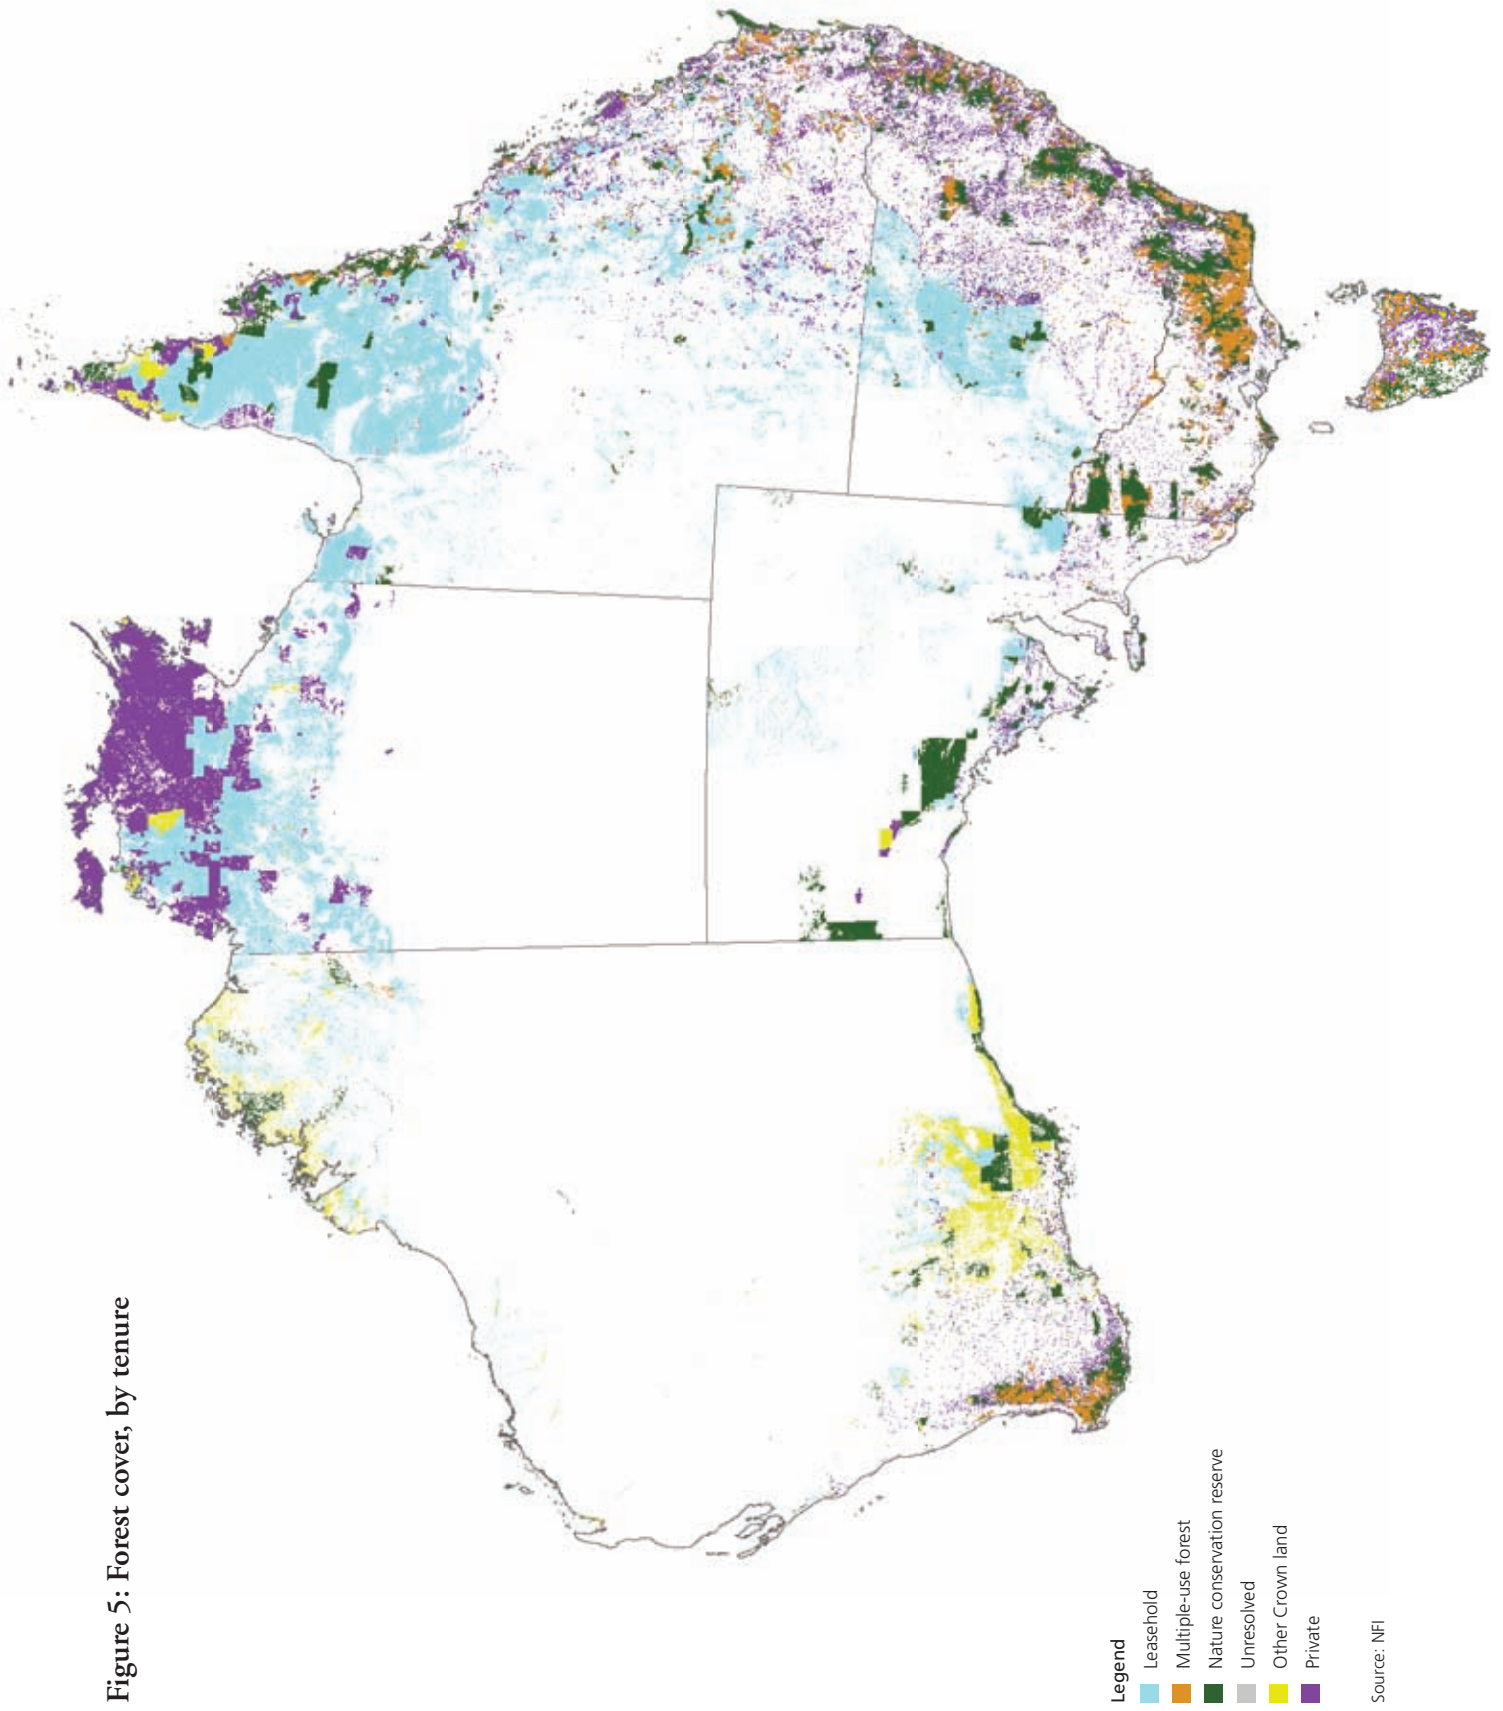 Figure 5: Forest cover, by tenure
Legend
Leasehold
Multiple-use forest
Nature conservation reserve
Unresolved
Other Crown land
Private
Source: NFI